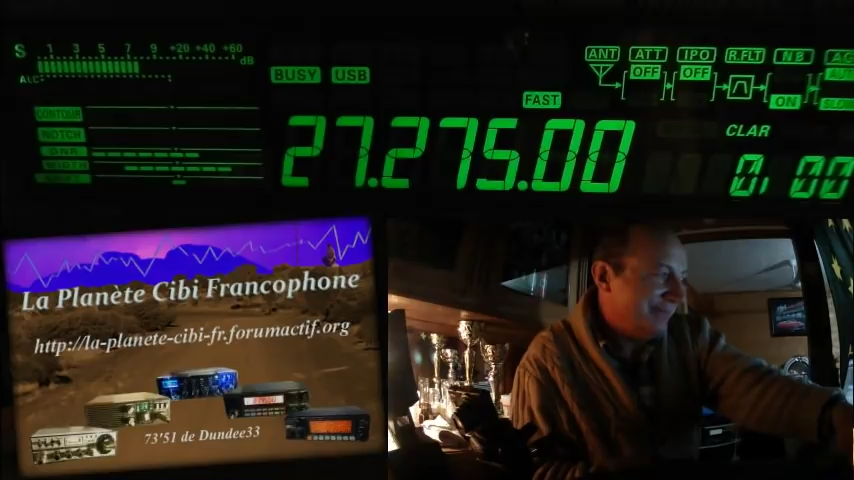 S 1 3 5 7 9 +20 +40 +60 dB
ALC
BUSY USB
ANT ATT IPO R.FLT NB
OFF OFF
ON
FAST
CONTOUR
NOTCH
DNR
WIDTH
27.275.00
CLAR
0.00
La Planète Cibi Francophone
http://la-planete-cibi-fr.forumactif.org
73'51 de Dundee33